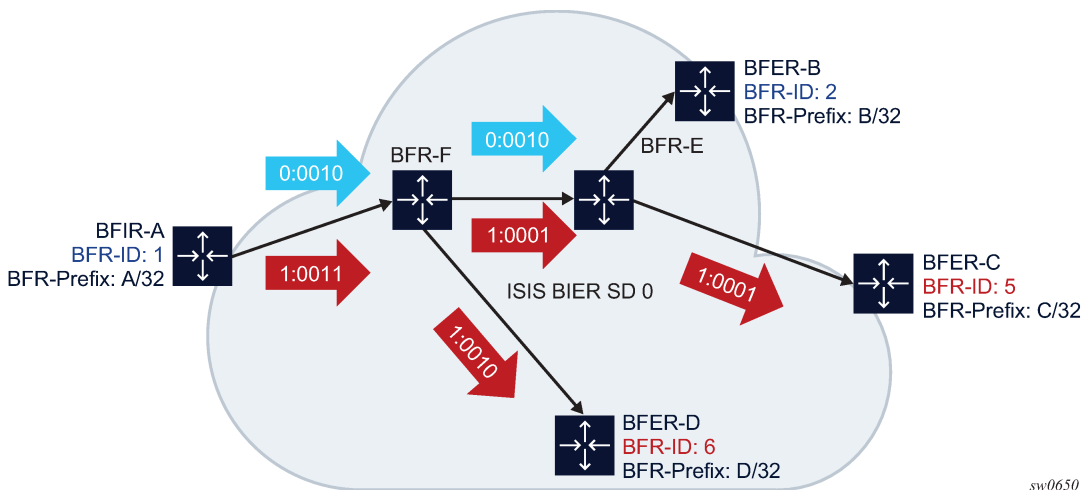 BFER-B
BFR-ID: 2
BFR-Prefix: B/32
0:0010
BFR-E
BFR-F
0:0010
BFIR-A
BFR-ID: 1
BFR-Prefix: A/32
1:0011
1:0001
ISIS BIER SD 0
1:0001
BFER-C
BFR-ID: 5
BFR-Prefix: C/32
1:0010
BFER-D
BFR-ID: 6
BFR-Prefix: D/32
sw0650